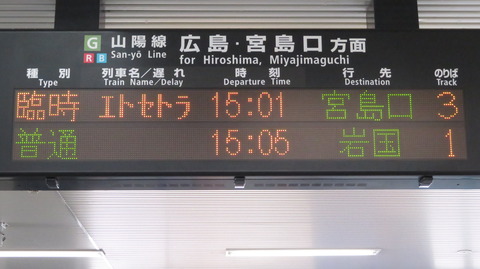 G 山陽線 広島・宮島口 方面
R B San-yō Line for Hiroshima, Miyajimaguchi
種別 列車名/遅れ 時刻 行先 のりば
Type Train Name/Delay Departure Time Destination Track
臨時 エトセトラ 15:01 宮島口 3
普通 15:05 岩国 1